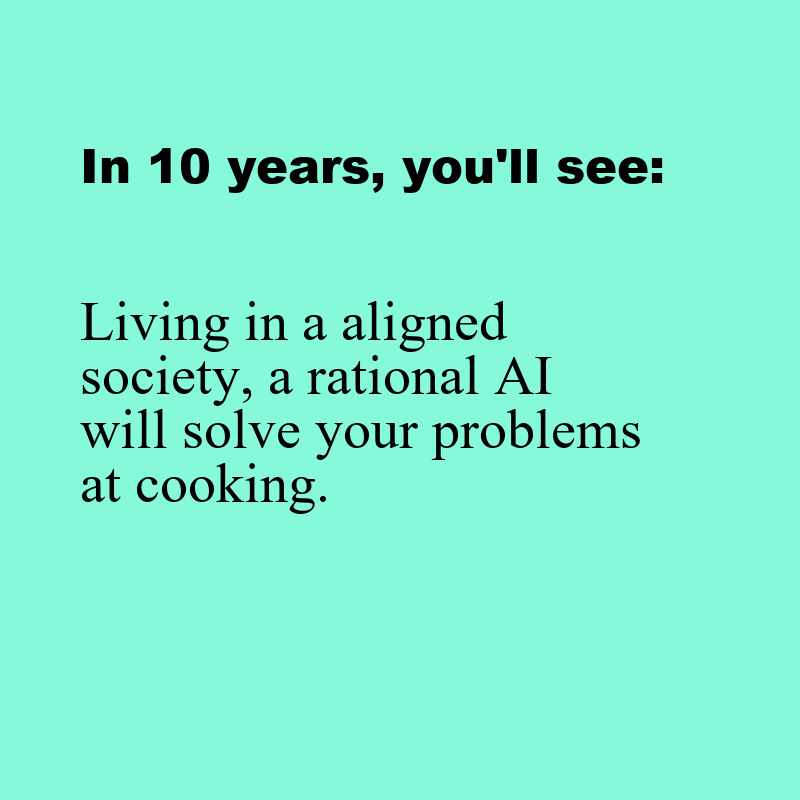 In 10 years, you'll see:
Living in a aligned
society, a rational AI
will solve your problems
at cooking.